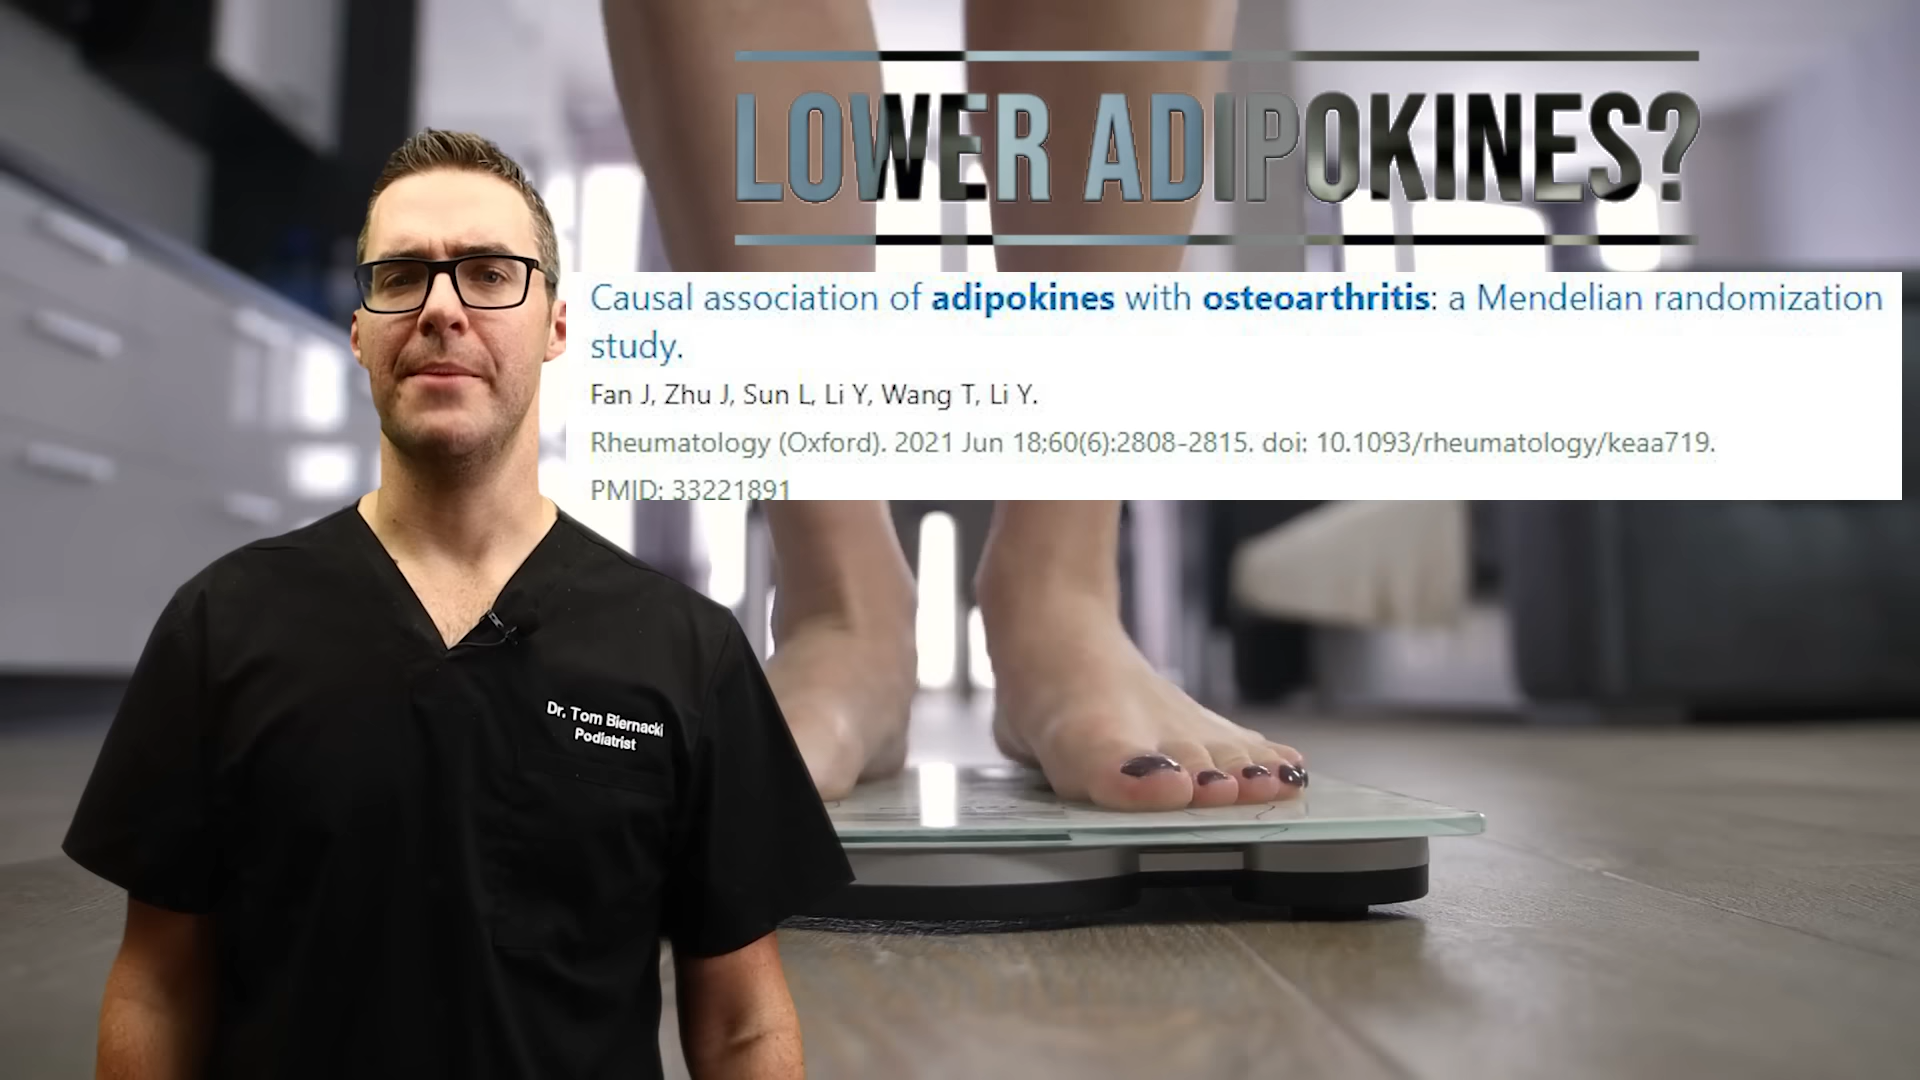 LOWER ADIPOKINES?
Causal association of adipokines with osteoarthritis: a Mendelian randomization
study.
Fan J, Zhu J, Sun L, Li Y, Wang T, Li Y.
Rheumatology (Oxford). 2021 Jun 18;60(6):2808-2815. doi: 10.1093/rheumatology/keaa719.
PMID: 33221891
Dr. Tom Biernacki
Podiatrist